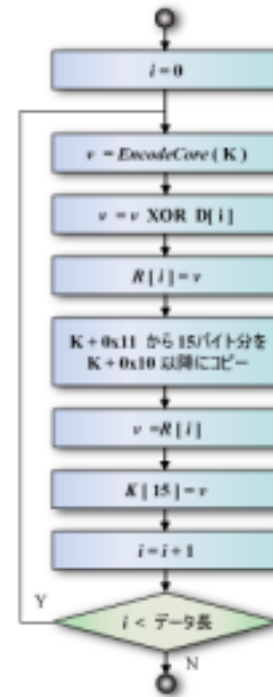 i = 0
v = EncodeCore ( K )
v = v XOR D[ i ]
R [ i ] = v
K + 0x11 から 15バイト分を
K + 0x10 以降にコピー
v = R [ i ]
K [ 15 ] = v
i = i + 1
Y
i < データ長
N